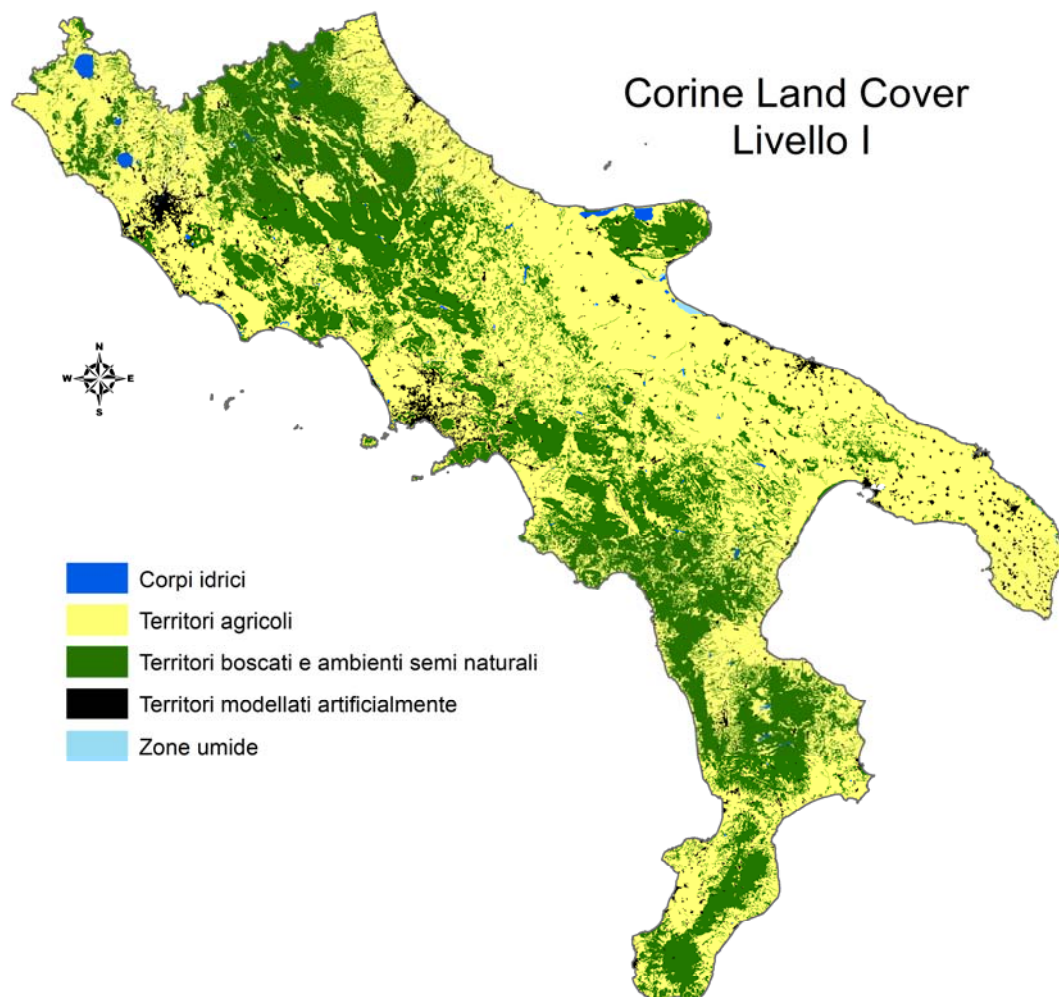 Corine Land Cover
Livello I
N
W E
S
Corpi idrici
Territori agricoli
Territori boscati e ambienti semi naturali
Territori modellati artificialmente
Zone umide